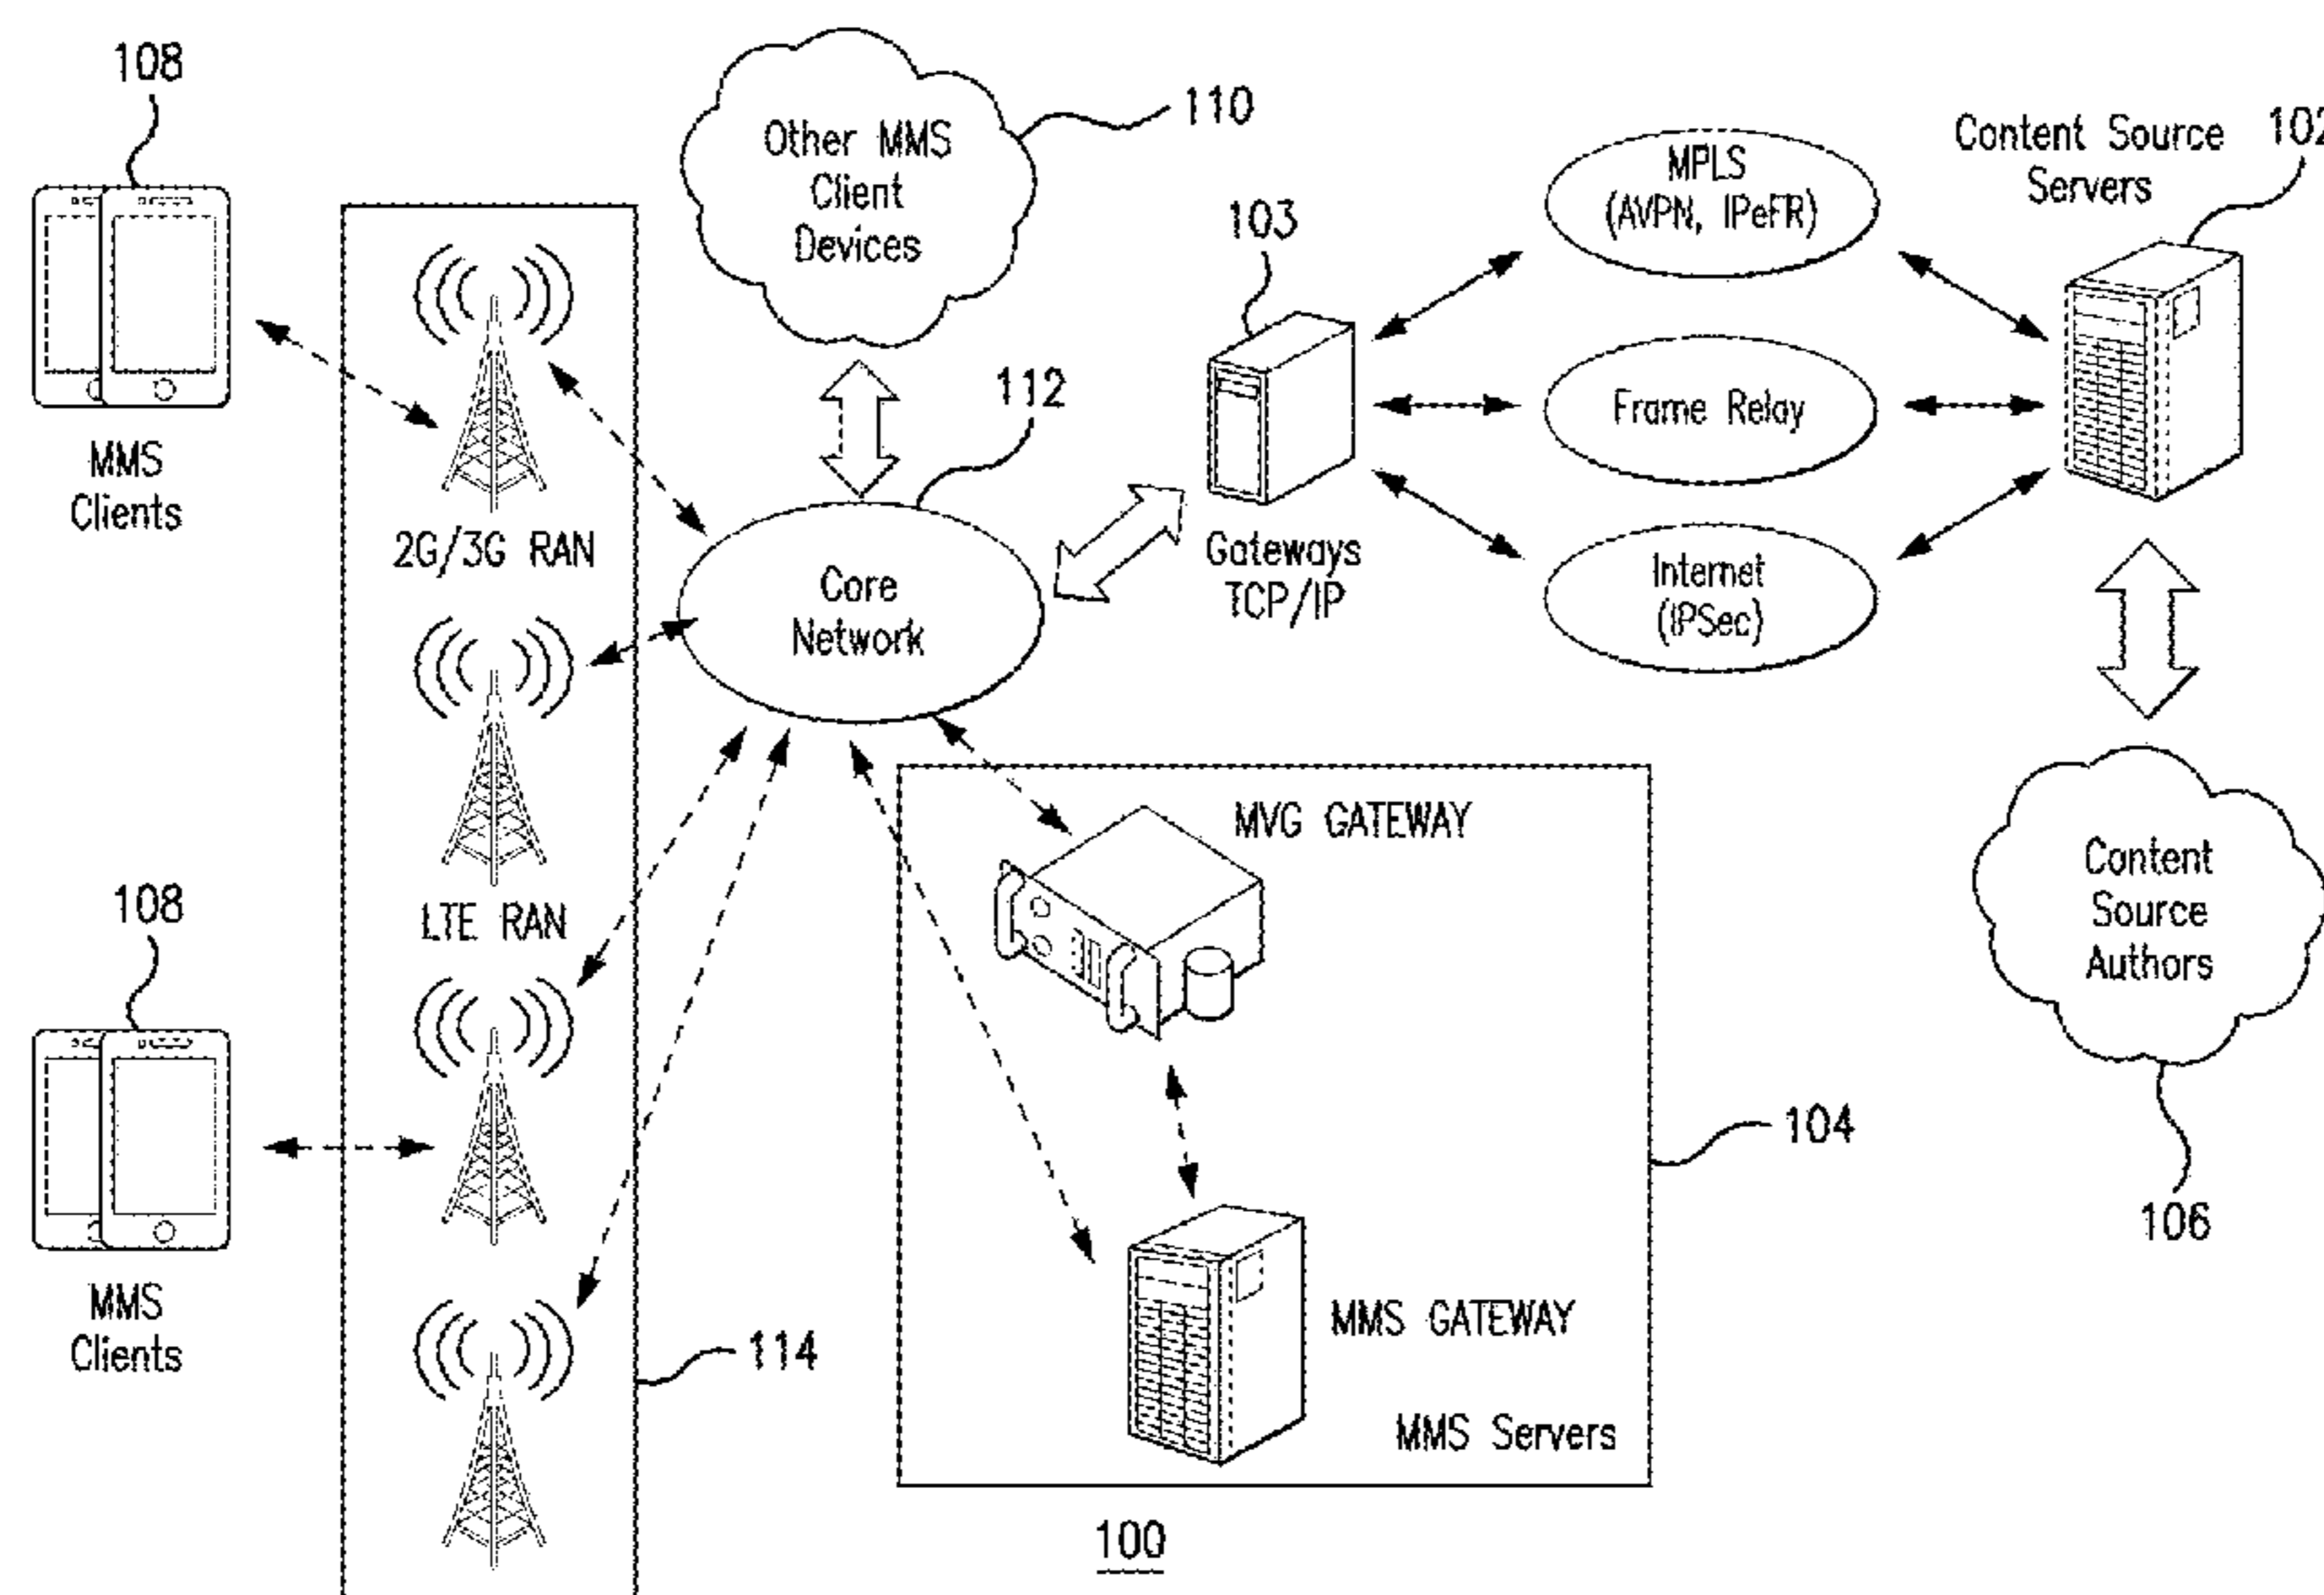 108
MMS
Clients
2G/3G RAN
LTE RAN
108
MMS
Clients
114
Other MMS
Client
Devices
110
112
Core
Network
103
Gateways
TCP/IP
MPLS
(AVPN, IPeFR)
Frame Relay
Internet
(IPSec)
Content Source
Servers
102
Content
Source
Authors
106
MVG GATEWAY
MMS GATEWAY
MMS Servers
104
100